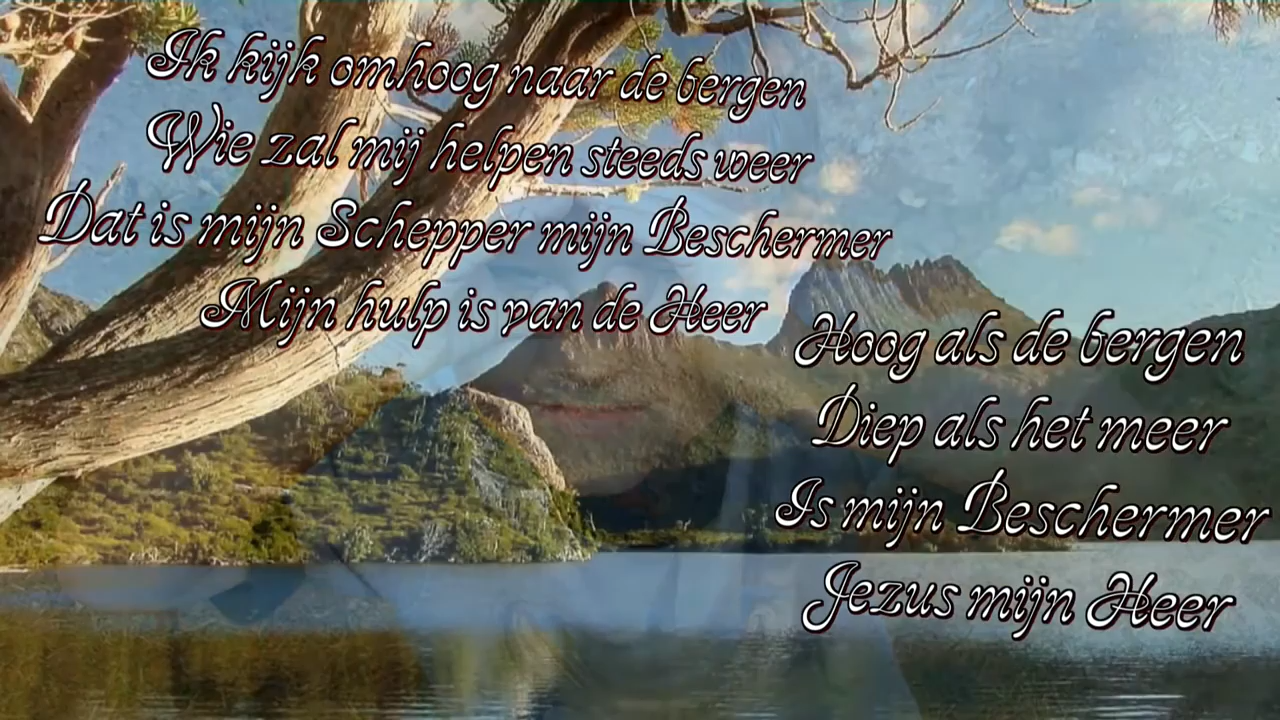 Ik kijk omhoog naar de bergen
Wie zal mij helpen steeds weer
Dat is mijn Schepper mijn Beschermer
Mijn hulp is van de Heer
Hoog als de bergen
Diep als het meer
Is mijn Beschermer
Jezus mijn Heer